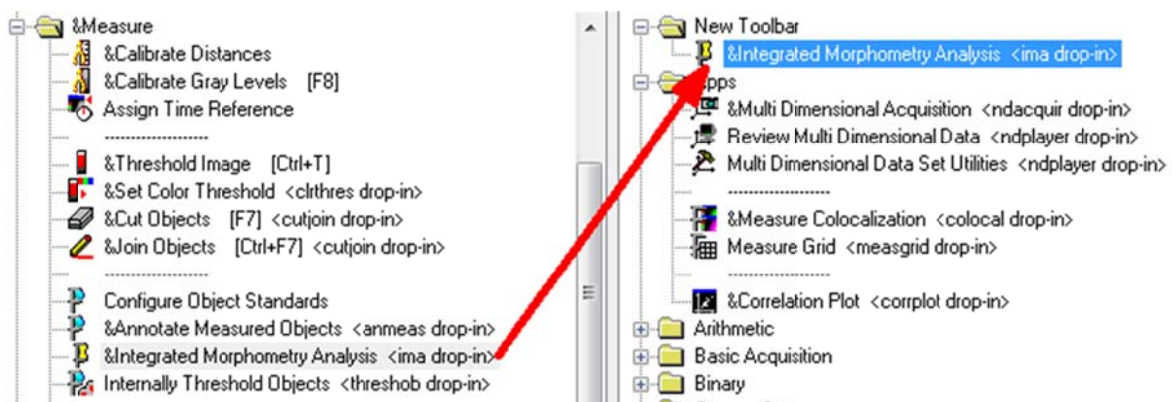 &Measure
&Calibrate Distances
&Calibrate Gray Levels [F8]
Assign Time Reference
--------------------
&Threshold Image [Ctrl+T]
&Set Color Threshold <clrthres drop-in>
&Cut Objects [F7] <cutjoin drop-in>
&Join Objects [Ctrl+F7] <cutjoin drop-in>
--------------------
Configure Object Standards
&Annotate Measured Objects <anmeas drop-in>
&Integrated Morphometry Analysis <ima drop-in>
Internally Threshold Objects <threshob drop-in>
New Toolbar
&Integrated Morphometry Analysis <ima drop-in>
Apps
&Multi Dimensional Acquisition <ndacquir drop-in>
Review Multi Dimensional Data <ndplayer drop-in>
Multi Dimensional Data Set Utilities <ndplayer drop-in>
--------------------
&Measure Colocalization <colocal drop-in>
Measure Grid <measgrid drop-in>
--------------------
&Correlation Plot <corrplot drop-in>
Arithmetic
Basic Acquisition
Binary